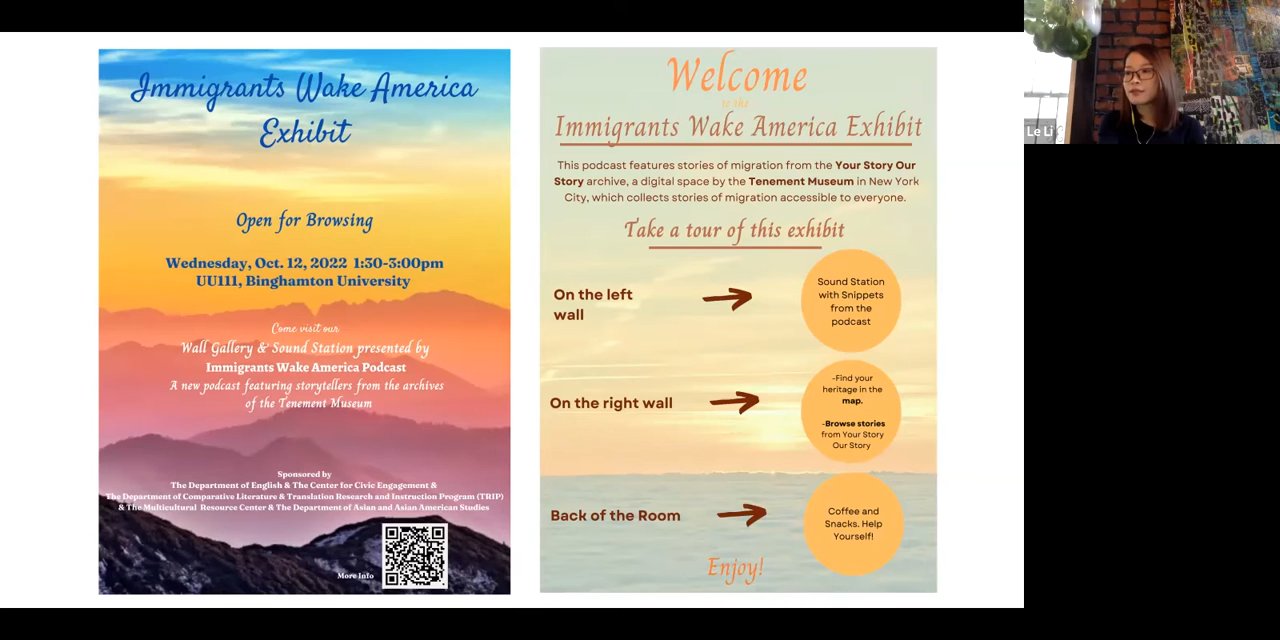 Immigrants Wake America
Exhibit
Open for Browsing
Wednesday, Oct. 12, 2022 1:30-3:00pm
UU111, Binghamton University
Come visit our
Wall Gallery & Sound Station presented by
Immigrants Wake America Podcast
A new podcast featuring storytellers from the archives
of the Tenement Museum
Sponsored by
The Department of English & The Center for Civic Engagement &
The Department of Comparative Literature & Translation Research and Instruction Program (TRIP)
& The Multicultural Resource Center & The Department of Asian and Asian American Studies
More Info
Welcome
to the
Immigrants Wake America Exhibit
This podcast features stories of migration from the Your Story Our
Story archive, a digital space by the Tenement Museum in New York
City, which collects stories of migration accessible to everyone.
Take a tour of this exhibit
On the left
wall
Sound Station
with Snippets
from the
podcast
On the right wall
-Find your
heritage in the
map.
-Browse stories
from Your Story
Our Story
Back of the Room
Coffee and
Snacks. Help
Yourself!
Enjoy!
Le Li